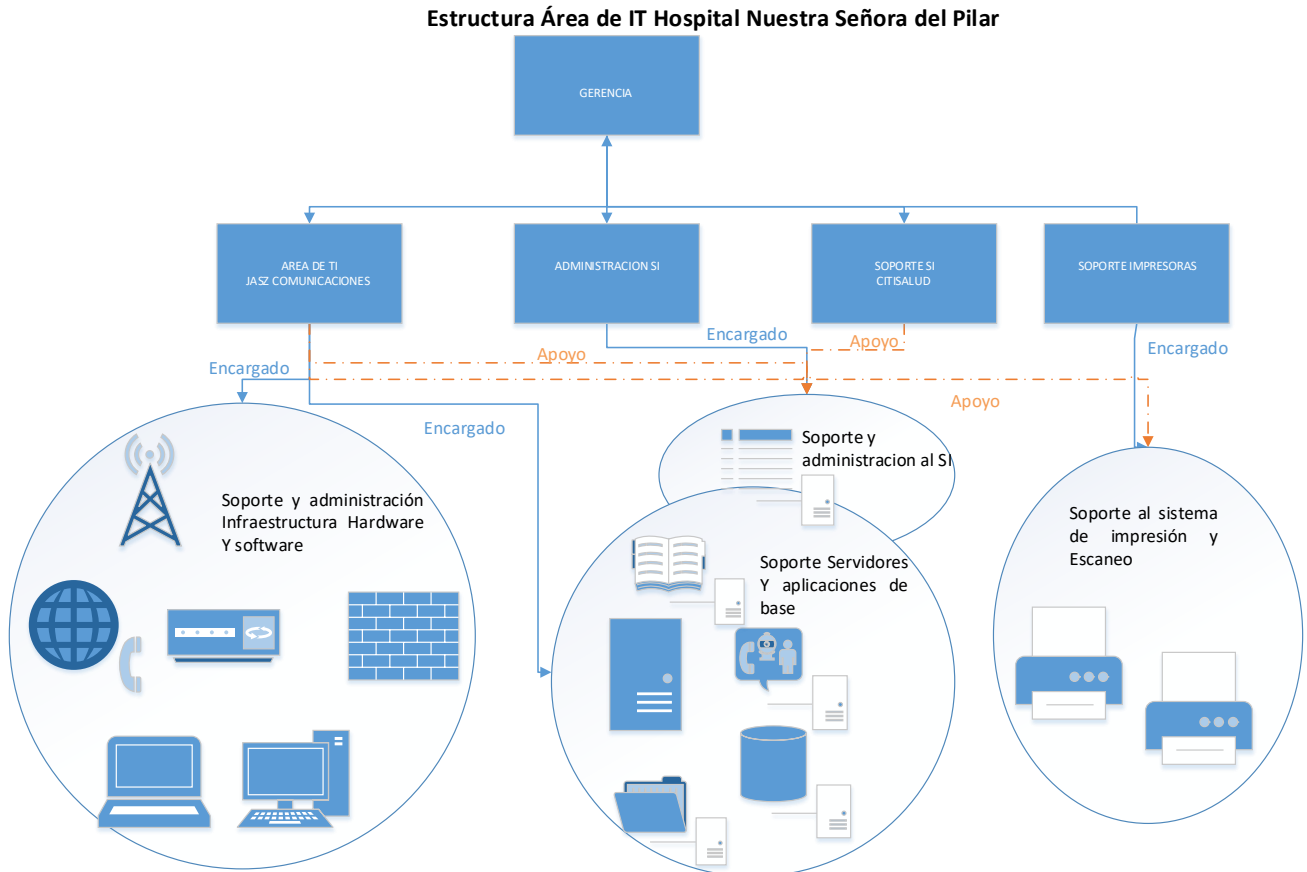 Estructura Área de IT Hospital Nuestra Señora del Pilar
GERENCIA
AREA DE TI
JASZ COMUNICACIONES
ADMINISTRACION SI
SOPORTE SI
CITISALUD
SOPORTE IMPRESORAS
Encargado
Apoyo
Encargado
Apoyo
Encargado
Apoyo
Encargado
Soporte y
administracion al SI
Soporte y administración
Infraestructura Hardware
Y software
Soporte al sistema
de impresión y
Escaneo
Soporte Servidores
Y aplicaciones de
base